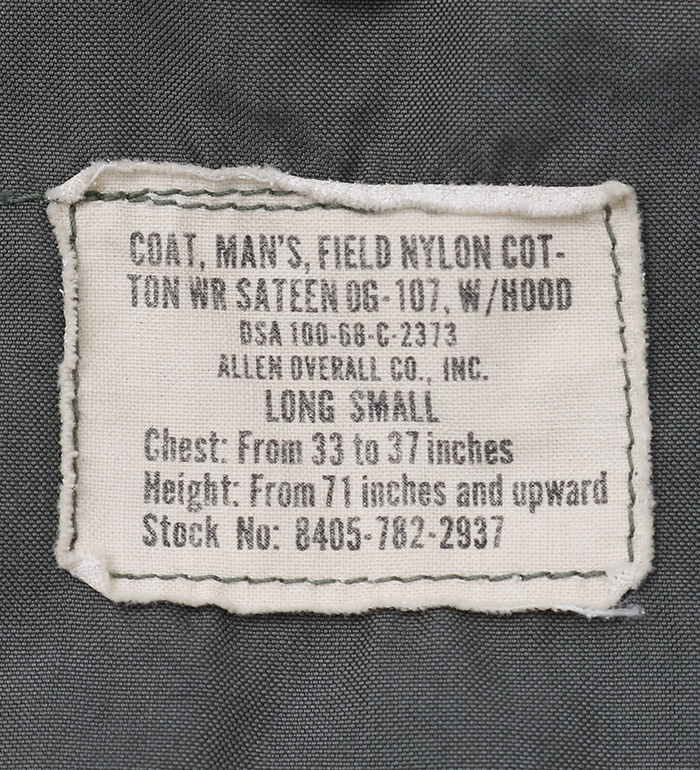 COAT, MAN'S, FIELD NYLON COT-
TON WR SATEEN OG-107, W/HOOD
DSA 100-68-C-2373
ALLEN OVERALL CO., INC.
LONG SMALL
Chest: From 33 to 37 inches
Height: From 71 inches and upward
Stock No: 8405-782-2937